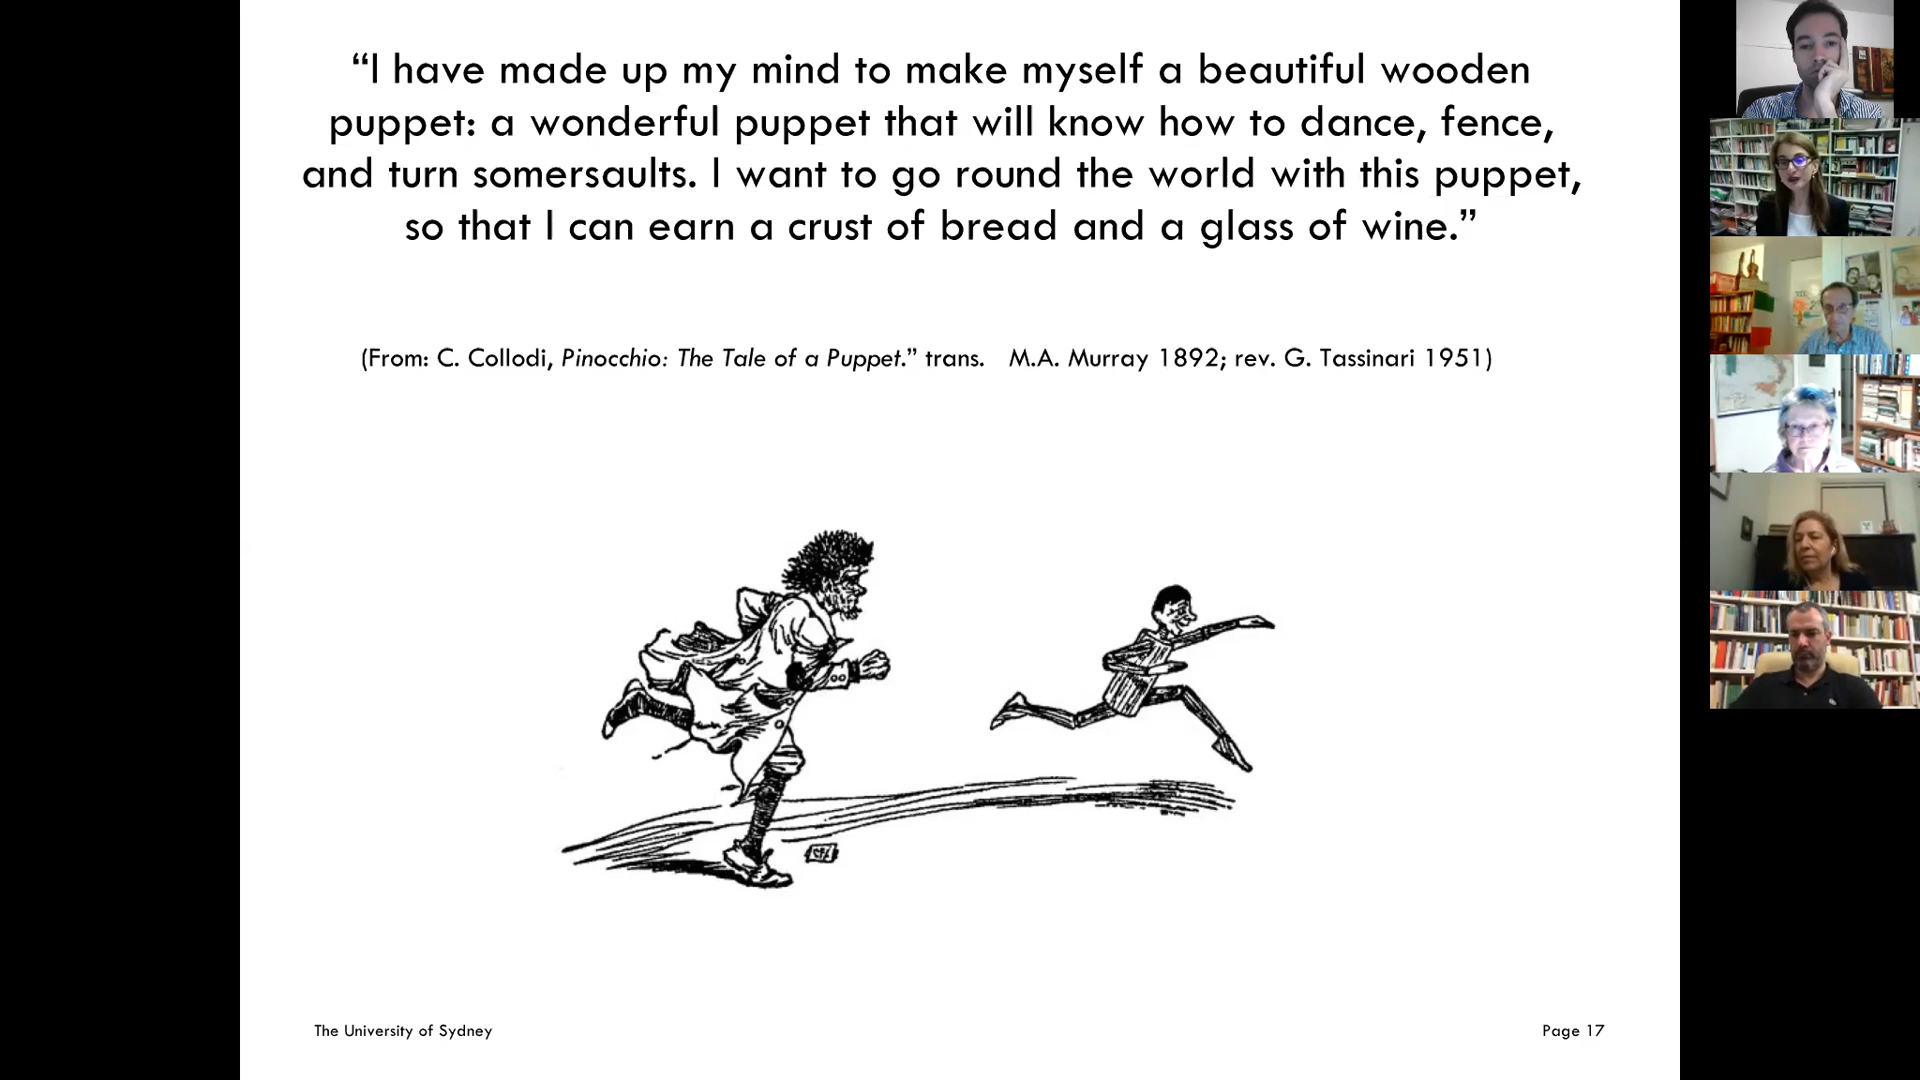 “I have made up my mind to make myself a beautiful wooden
puppet: a wonderful puppet that will know how to dance, fence,
and turn somersaults. I want to go round the world with this puppet,
so that I can earn a crust of bread and a glass of wine.”
(From: C. Collodi, Pinocchio: The Tale of a Puppet.” trans. M.A. Murray 1892; rev. G. Tassinari 1951)
The University of Sydney
Page 17